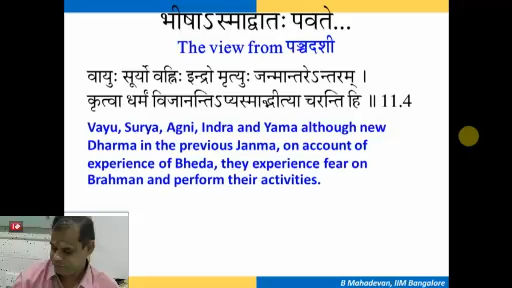 भीषाऽस्माद्वातः पवते...
The view from पञ्चदशी
वायुः सूर्यो वह्निः इन्द्रो मृत्युः जन्मान्तरेऽन्तरम् ।
कृत्वा धर्मं विजानन्तिऽप्यस्माद्भीत्या चरन्ति हि ॥ 11.4
Vayu, Surya, Agni, Indra and Yama although new
Dharma in the previous Janma, on account of
experience of Bheda, they experience fear on
Brahman and perform their activities.
B Mahadevan, IIM Bangalore